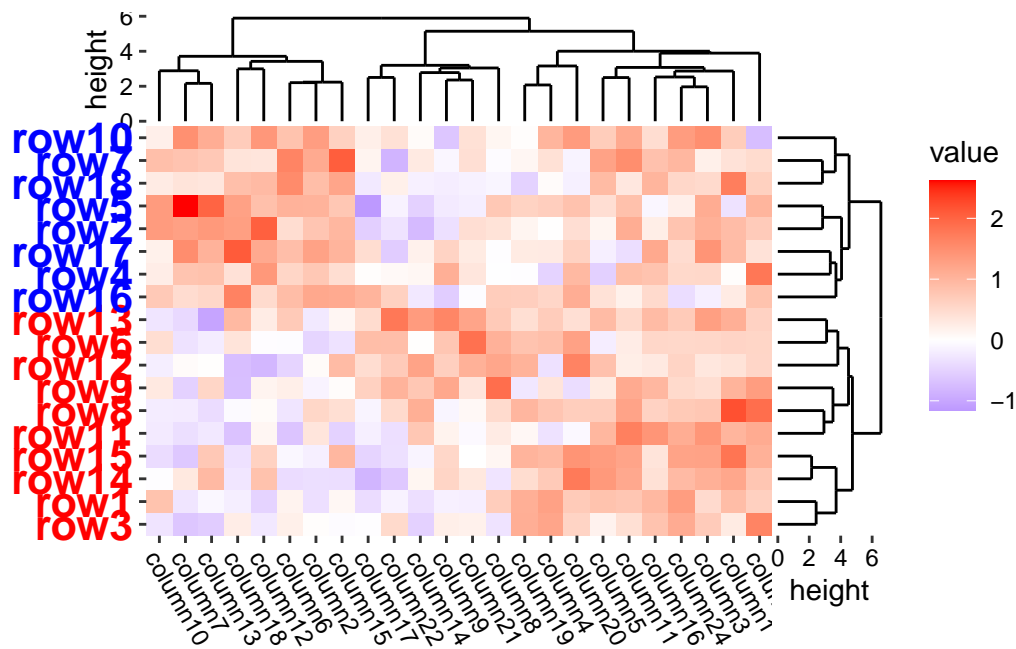 6
4
2
0
height
row10
row7
row18
row5
row2
row17
row4
row16
row13
row6
row12
row9
row8
row11
row15
row14
row1
row3
column10
column7
column13
column18
column12
column6
column2
column15
column17
column22
column14
column9
column21
column8
column19
column4
column20
column5
column11
column16
column24
column3
0 2 4 6
height
value
2
1
0
−1